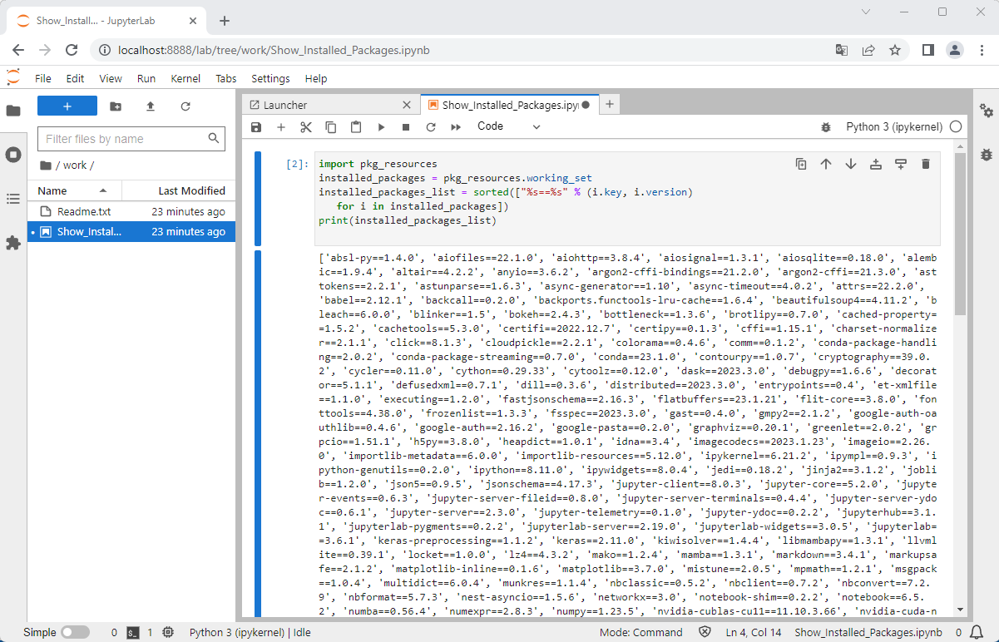 Show_Install... - JupyterLab
localhost:8888/lab/tree/work/Show_Installed_Packages.ipynb
File Edit View Run Kernel Tabs Settings Help
Filter files by name
/ work /
Name Last Modified
Readme.txt 23 minutes ago
Show_Instal... 23 minutes ago
Launcher
Show_Installed_Packages.ipyn
Code
Python 3 (ipykernel)
[2]:
import pkg_resources
installed_packages = pkg_resources.working_set
installed_packages_list = sorted(["%s==%s" % (i.key, i.version)
for i in installed_packages])
print(installed_packages_list)
['absl-py==1.4.0', 'aiofiles==22.1.0', 'aiohttp==3.8.4', 'aiosignal==1.3.1', 'aiosqlite==0.18.0', 'alem
bic==1.9.4', 'altair==4.2.2', 'anyio==3.6.2', 'argon2-cffi-bindings==21.2.0', 'argon2-cffi==21.3.0', 'ast
tokens==2.2.1', 'astunparse==1.6.3', 'async-generator==1.10', 'async-timeout==4.0.2', 'attrs==22.2.0',
'babel==2.12.1', 'backcall==0.2.0', 'backports.functools-lru-cache==1.6.4', 'beautifulsoup4==4.11.2', 'b
leach==6.0.0', 'blinker==1.5', 'bokeh==2.4.3', 'bottleneck==1.3.6', 'brotlipy==0.7.0', 'cached-property=
=1.5.2', 'cachetools==5.3.0', 'certifi==2022.12.7', 'certipy==0.1.3', 'cffi==1.15.1', 'charset-normalize
r==2.1.1', 'click==8.1.3', 'cloudpickle==2.2.1', 'colorama==0.4.6', 'comm==0.1.2', 'conda-package-handli
ng==2.0.2', 'conda-package-streaming==0.7.0', 'conda==23.1.0', 'contourpy==1.0.7', 'cryptography==39.0.
2', 'cycler==0.11.0', 'cython==0.29.33', 'cytoolz==0.12.0', 'dask==2023.3.0', 'debugpy==1.6.6', 'decorat
or==5.1.1', 'defusedxml==0.7.1', 'dill==0.3.6', 'distributed==2023.3.0', 'entrypoints==0.4', 'et-xmlfile
==1.1.0', 'executing==1.2.0', 'fastjsonschema==2.16.3', 'flatbuffers==23.1.21', 'flit-core==3.8.0', 'fon
ttools==4.38.0', 'frozenlist==1.3.3', 'fsspec==2023.3.0', 'gast==0.4.0', 'gmpy2==2.1.2', 'google-auth-oa
uthlib==0.4.6', 'google-auth==2.16.2', 'google-pasta==0.2.0', 'graphviz==0.20.1', 'greenlet==2.0.2', 'gr
pcio==1.51.1', 'h5py==3.8.0', 'heapdict==1.0.1', 'idna==3.4', 'imagecodecs==2023.1.23', 'imageio==2.26.
0', 'importlib-metadata==6.0.0', 'importlib-resources==5.12.0', 'ipykernel==6.21.2', 'ipympl==0.9.3', 'i
python-genutils==0.2.0', 'ipython==8.11.0', 'ipywidgets==8.0.4', 'jedi==0.18.2', 'jinja2==3.1.2', 'jobli
b==1.2.0', 'json5==0.9.5', 'jsonschema==4.17.3', 'jupyter-client==8.0.3', 'jupyter-core==5.2.0', 'jupyte
r-events==0.6.3', 'jupyter-server-fileid==0.8.0', 'jupyter-server-terminals==0.4.4', 'jupyter-server-ydo
c==0.6.1', 'jupyter-server==2.3.0', 'jupyter-telemetry==0.1.0', 'jupyter-ydoc==0.2.2', 'jupyterhub==3.1.
1', 'jupyterlab-pygments==0.2.2', 'jupyterlab-server==2.19.0', 'jupyterlab-widgets==3.0.5', 'jupyterlab=
=3.6.1', 'keras-preprocessing==1.1.2', 'keras==2.11.0', 'kiwisolver==1.4.4', 'libmambapy==1.3.1', 'llvml
ite==0.39.1', 'locket==1.0.0', 'lz4==4.3.2', 'mako==1.2.4', 'mamba==1.3.1', 'markdown==3.4.1', 'markupsa
fe==2.1.2', 'matplotlib-inline==0.1.6', 'matplotlib==3.7.0', 'mistune==2.0.5', 'mpmath==1.2.1', 'msgpack
==1.0.4', 'multidict==6.0.4', 'munkres==1.1.4', 'nbclassic==0.5.2', 'nbclient==0.7.2', 'nbconvert==7.2.
9', 'nbformat==5.7.3', 'nest-asyncio==1.5.6', 'networkx==3.0', 'notebook-shim==0.2.2', 'notebook==6.5.
2', 'numba==0.56.4', 'numexpr==2.8.3', 'numpy==1.23.5', 'nvidia-cublas-cu11==11.10.3.66', 'nvidia-cuda-n
Simple 0 1 Python 3 (ipykernel) | Idle Mode: Command Ln 4, Col 14 Show_Installed_Packages.ipynb 0